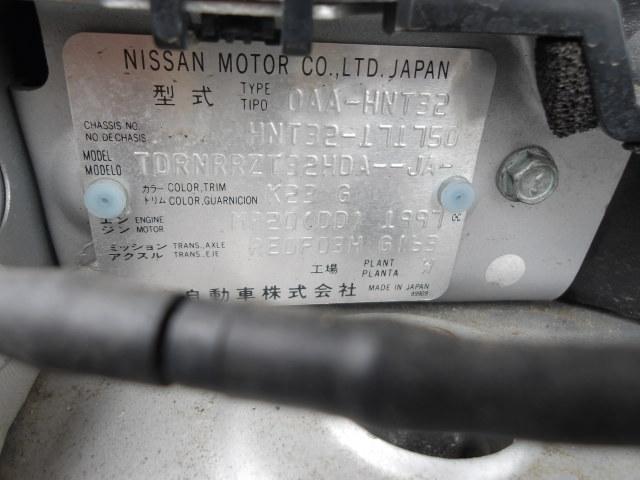 NISSAN MOTOR CO.,LTD. JAPAN
型式 TYPE TIPO DAA-HNT32
CHASSIS NO. NO. DE CHASIS HNT32-171750
MODEL MODELO TDRNRRZT32HDA--JA-
カラー COLOR,TRIM トリム COLOR,GUARNICION K23 G
エンジン ENGINE MOTOR MR20(DD) 1997 cc
ミッション TRANS.,AXLE アクスル TRANS.,EJE RE0F03H
工場 PLANT PLANTA
自動車株式会社 MADE IN JAPAN